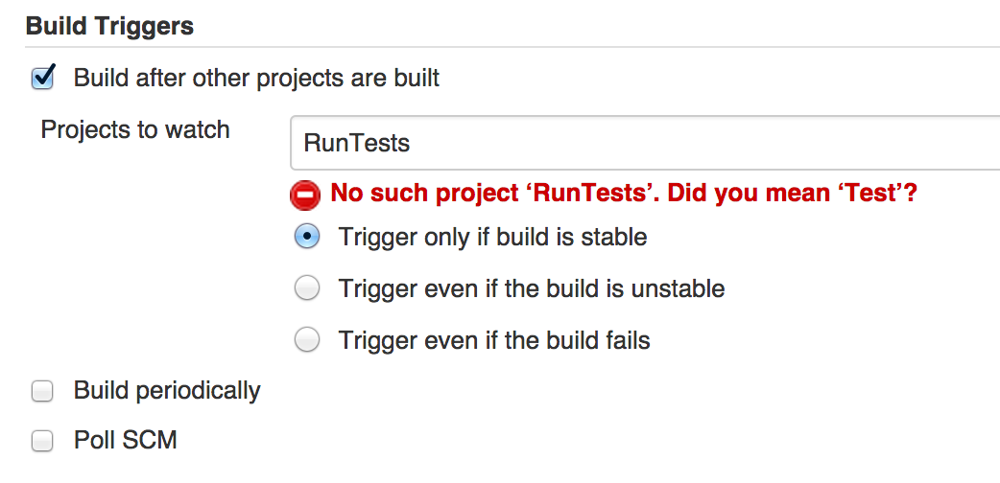 Build Triggers
Build after other projects are built
Projects to watch
RunTests
No such project ‘RunTests’. Did you mean ‘Test’?
Trigger only if build is stable
Trigger even if the build is unstable
Trigger even if the build fails
Build periodically
Poll SCM